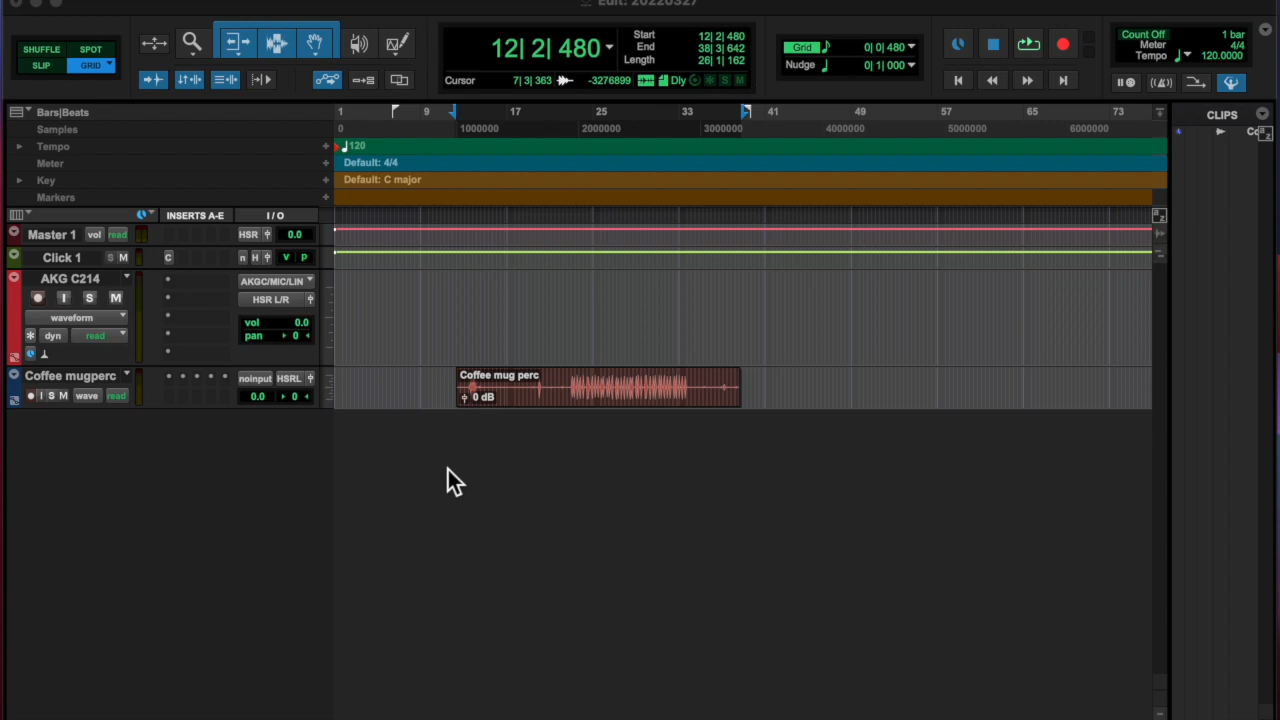 Edit: 20220327
SHUFFLE SPOT
SLIP GRID
12| 2| 480
Start 12| 2| 480
End 38| 3| 642
Length 26| 1| 162
Cursor 7| 3| 363 -3276899 Dly S M
Grid 0| 0| 480
Nudge 0| 1| 000
Count Off 1 bar
Meter 4/4
Tempo 120.0000
Bars|Beats 1 9 17 25 33 41 49 57 65 73
Samples 0 1000000 2000000 3000000 4000000 5000000 6000000
Tempo 120
Meter Default: 4/4
Key Default: C major
Markers
CLIPS
INSERTS A-E I / O
Master 1 vol read HSR 0.0
Click 1 S M C n H v p
AKG C214 AKGC/MIC/LIN
I S M HSR L/R
waveform vol 0.0
dyn read pan 0
Coffee mugperc noinput HSRL
I S M wave read 0.0 0
Coffee mug perc
0 dB